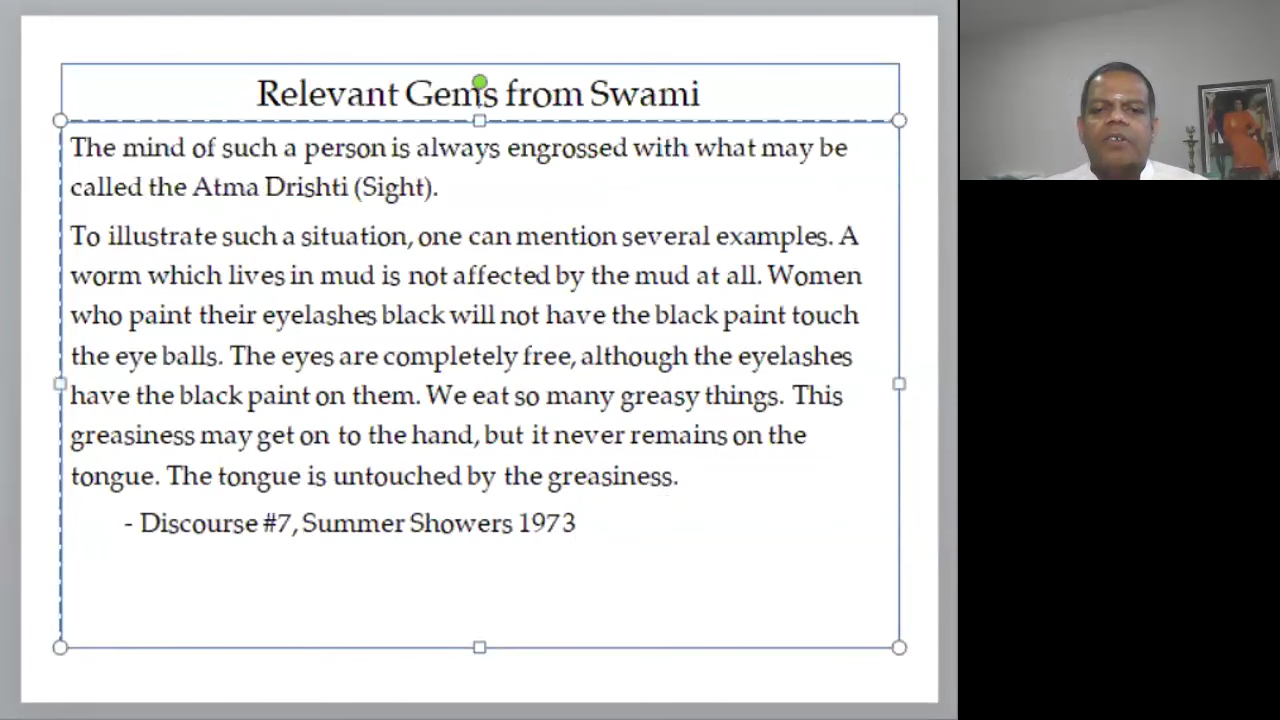 Relevant Gems from Swami
The mind of such a person is always engrossed with what may be
called the Atma Drishti (Sight).
To illustrate such a situation, one can mention several examples. A
worm which lives in mud is not affected by the mud at all. Women
who paint their eyelashes black will not have the black paint touch
the eye balls. The eyes are completely free, although the eyelashes
have the black paint on them. We eat so many greasy things. This
greasiness may get on to the hand, but it never remains on the
tongue. The tongue is untouched by the greasiness.
- Discourse #7, Summer Showers 1973